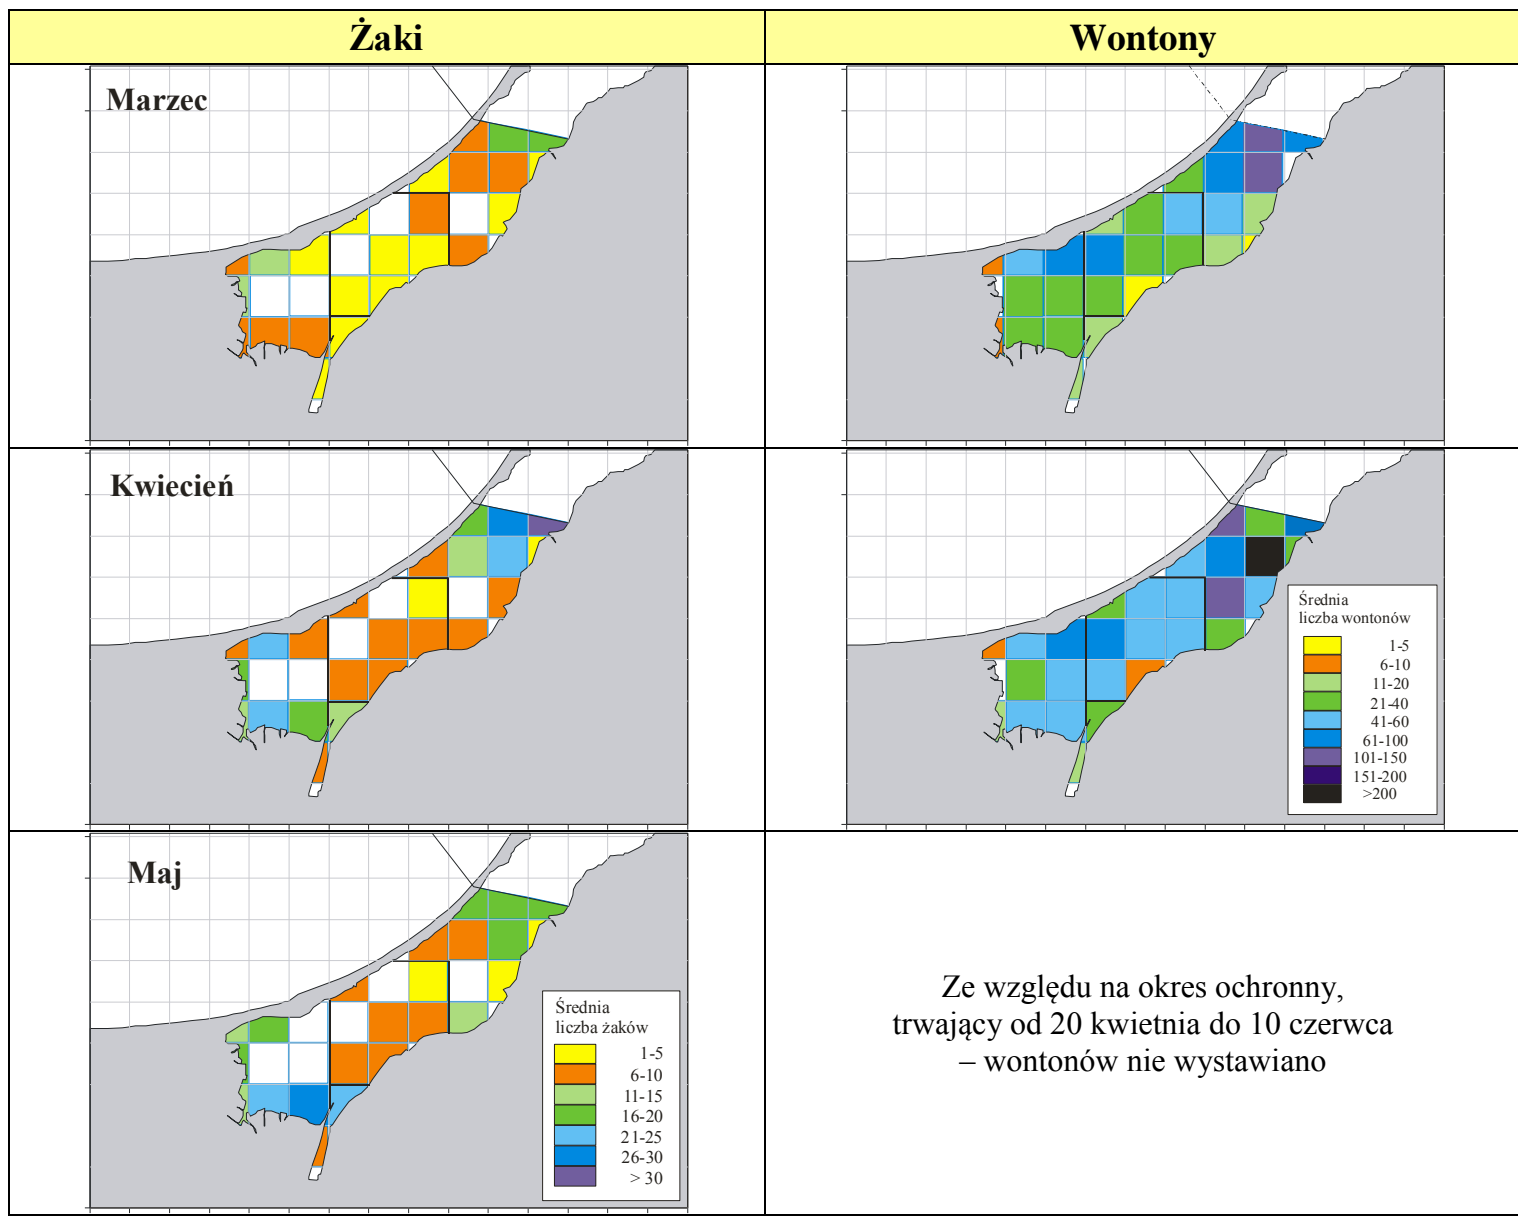 Żaki
Wontony
Marzec
Kwiecień
Średnia
liczba wontonów
1-5
6-10
11-20
21-40
41-60
61-100
101-150
151-200
>200
Maj
Średnia
liczba żaków
1-5
6-10
11-15
16-20
21-25
26-30
> 30
Ze względu na okres ochronny,
trwający od 20 kwietnia do 10 czerwca
– wontonów nie wystawiano